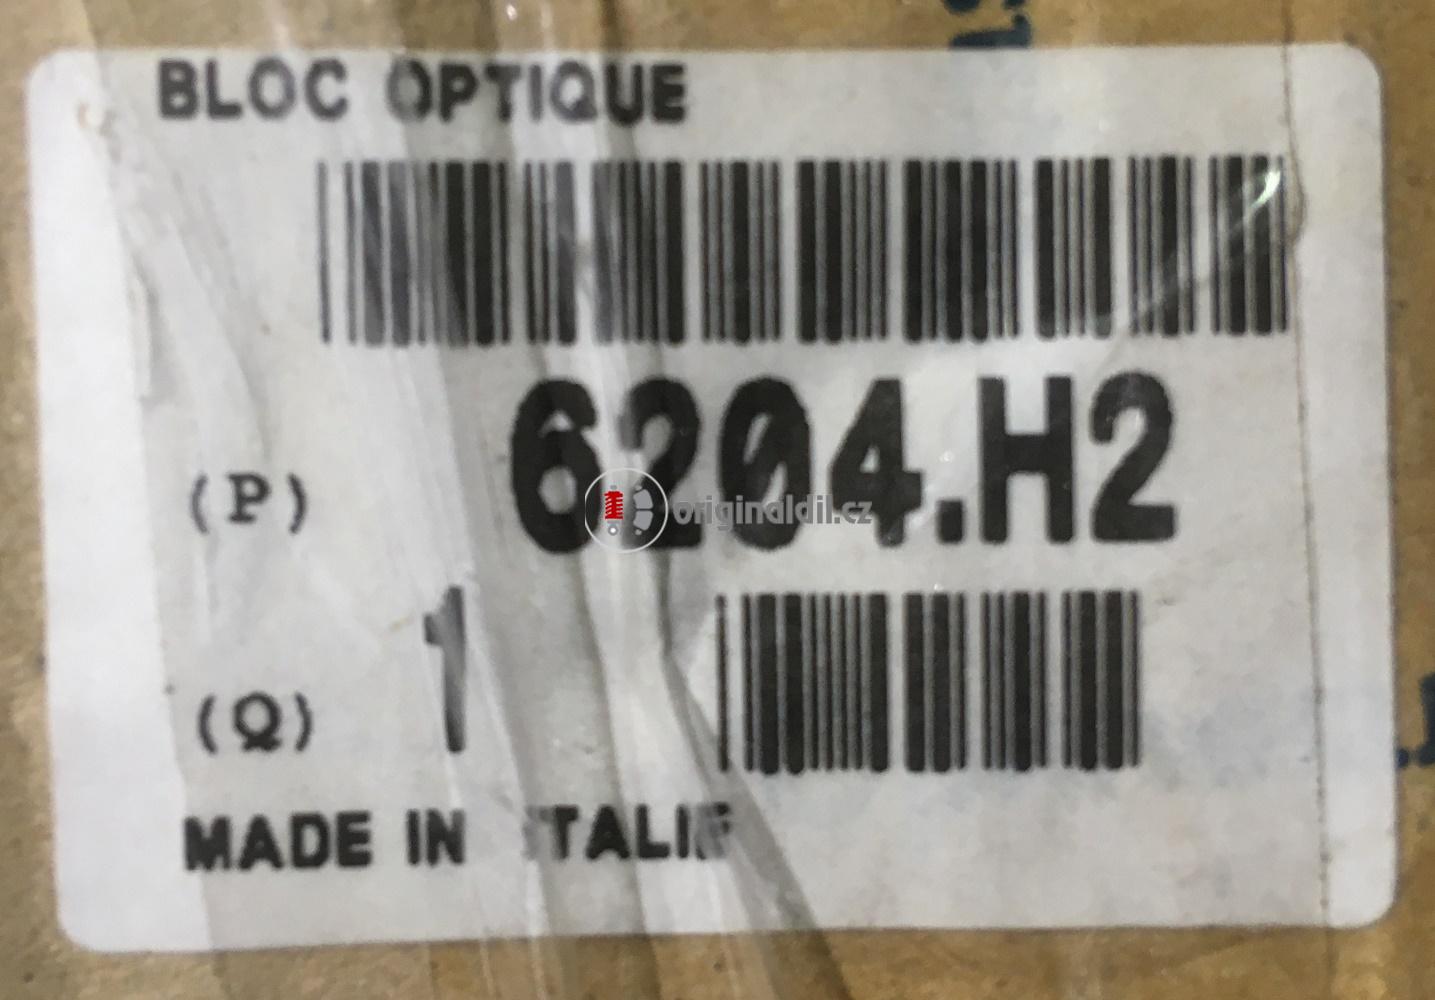 BLOC OPTIQUE
(P) 6204.H2
originaldil.cz
(Q) 1
MADE IN ITALIE